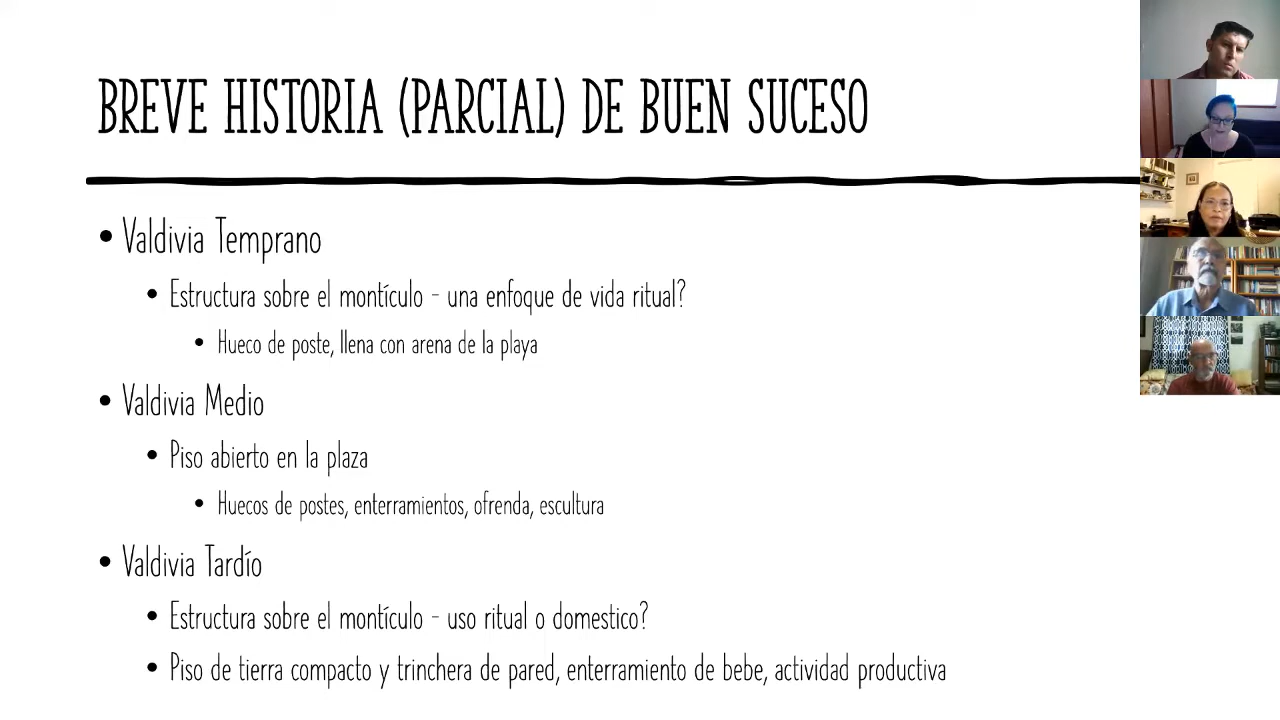 BREVE HISTORIA (PARCIAL) DE BUEN SUCESO
• Valdivia Temprano
• Estructura sobre el montículo - una enfoque de vida ritual?
• Hueco de poste, llena con arena de la playa
• Valdivia Medio
• Piso abierto en la plaza
• Huecos de postes, enterramientos, ofrenda, escultura
• Valdivia Tardío
• Estructura sobre el montículo - uso ritual o domestico?
• Piso de tierra compacto y trinchera de pared, enterramiento de bebe, actividad productiva